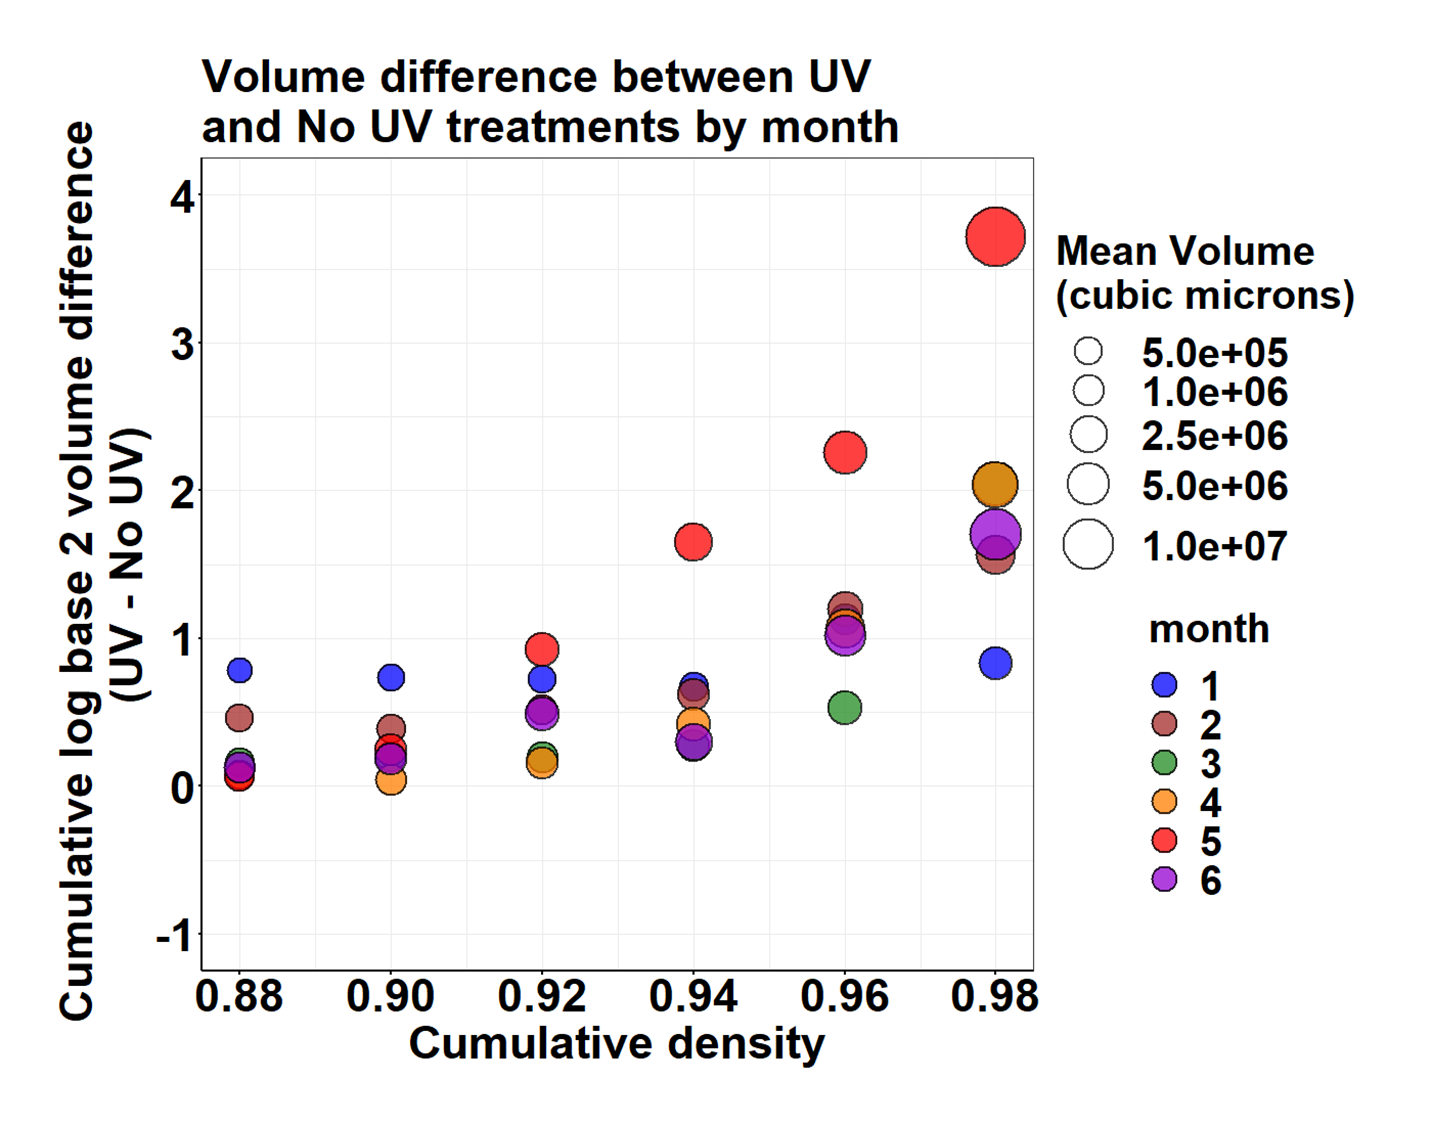 Volume difference between UV
and No UV treatments by month
Cumulative log base 2 volume difference
(UV - No UV)
4
3
2
1
0
-1
0.88 0.90 0.92 0.94 0.96 0.98
Cumulative density
Mean Volume
(cubic microns)
5.0e+05
1.0e+06
2.5e+06
5.0e+06
1.0e+07
month
1
2
3
4
5
6